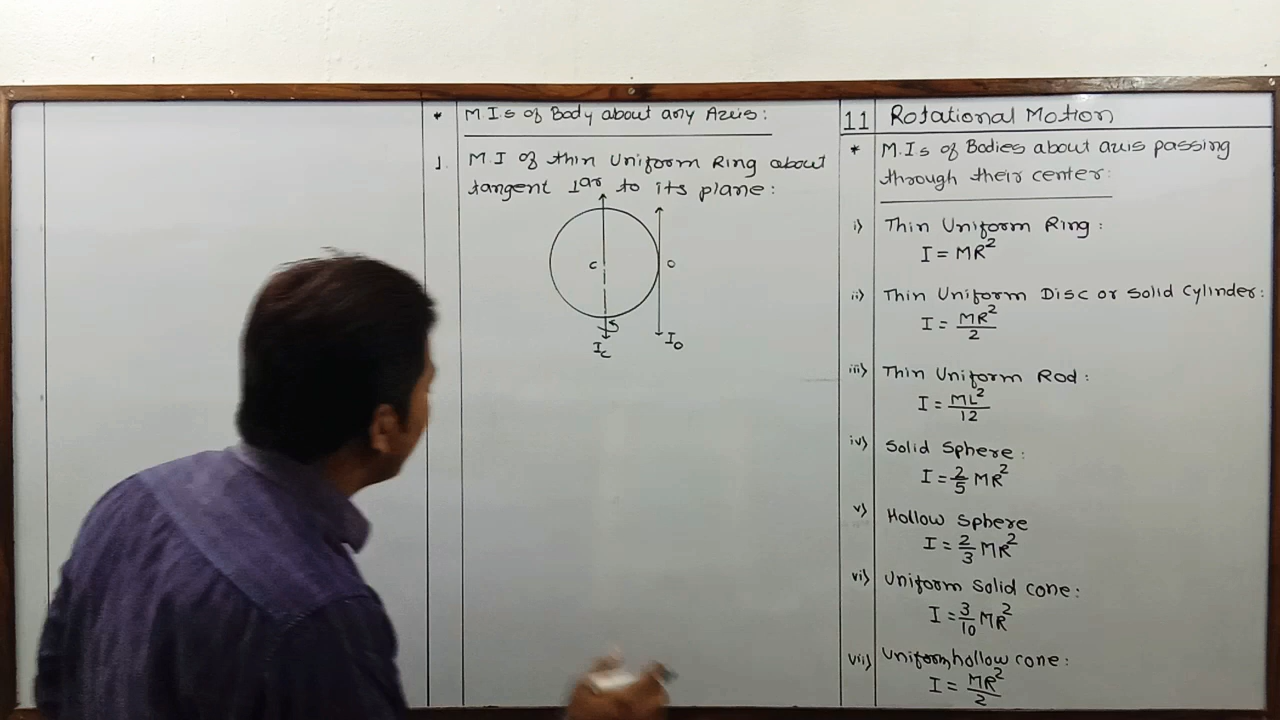 11 Rotational Motion
* M.Is of Bodies about axis passing
through their center:
i) Thin Uniform Ring:
I = MR²
ii) Thin Uniform Disc or Solid Cylinder:
I = MR²/2
iii) Thin Uniform Rod:
I = ML²/12
iv) Solid Sphere:
I = 2/5 MR²
v) Hollow Sphere
I = 2/3 MR²
vi) Uniform Solid cone:
I = 3/10 MR²
vii) Uniform hollow cone:
I = MR²/2
* M I.s of Body about any Axis:
1. M.I of thin Uniform Ring about
tangent ⊥ar to its plane:
C O
I_C I_O